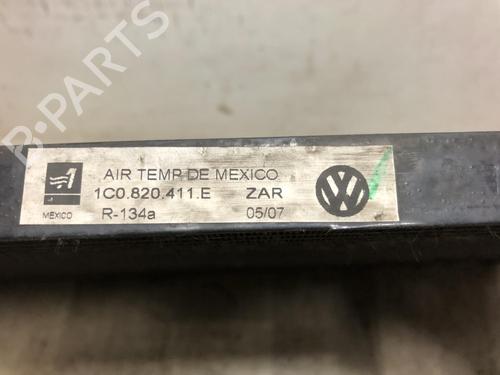 B-PARTS
AIR TEMP DE MEXICO
1C0.820.411.E ZAR
MEXICO R-134a 05/07